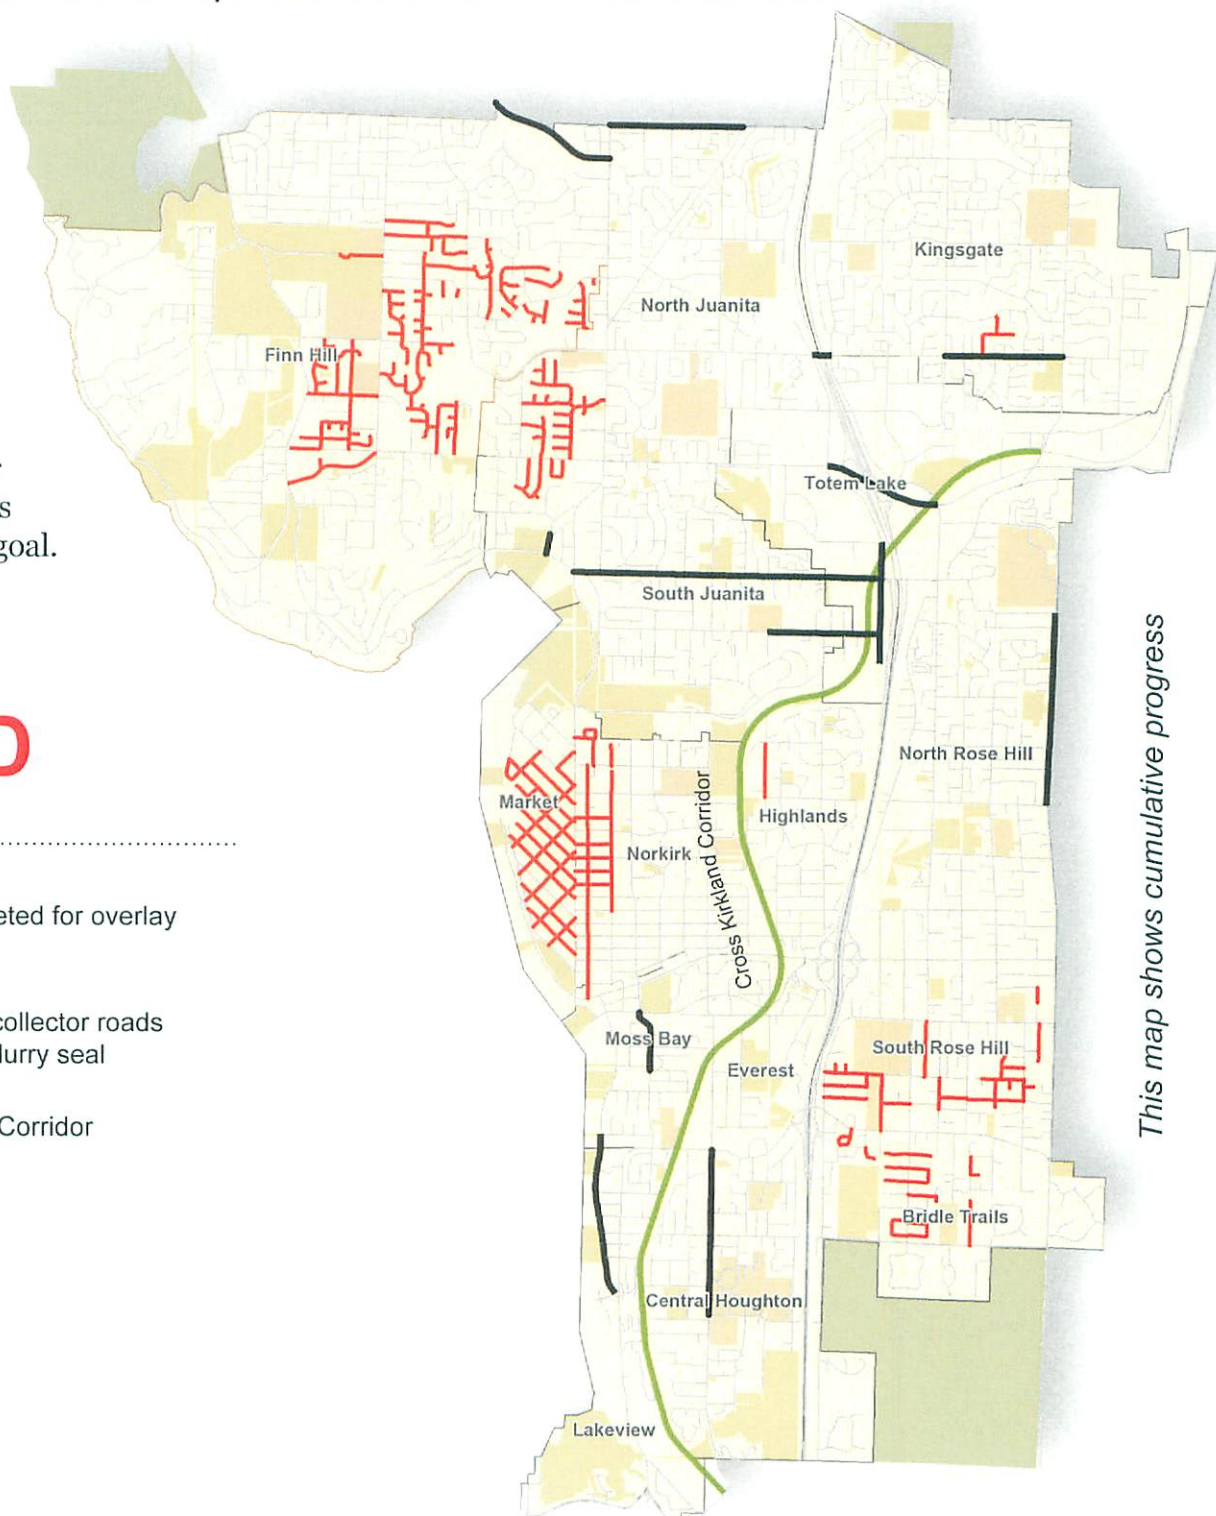 s
goal.
D
eted for overlay
collector roads
lurry seal
Corridor
Kingsgate
North Juanita
Finn Hill
Totem Lake
South Juanita
North Rose Hill
Market
Highlands
Norkirk
Cross Kirkland Corridor
Moss Bay
South Rose Hill
Everest
Bridle Trails
Central Houghton
Lakeview
This map shows cumulative progress